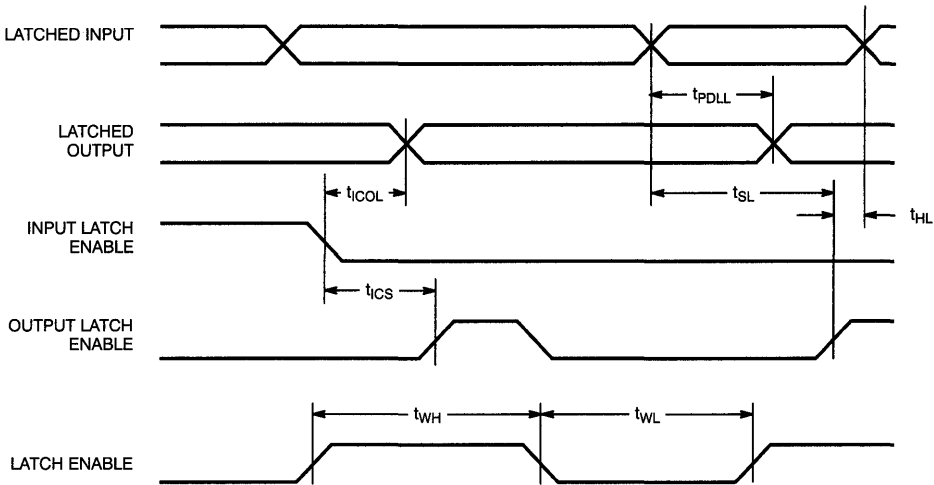 LATCHED INPUT
tPDLL
LATCHED
OUTPUT
tICOL
tSL
tHL
INPUT LATCH
ENABLE
tICS
OUTPUT LATCH
ENABLE
tWH
tWL
LATCH ENABLE